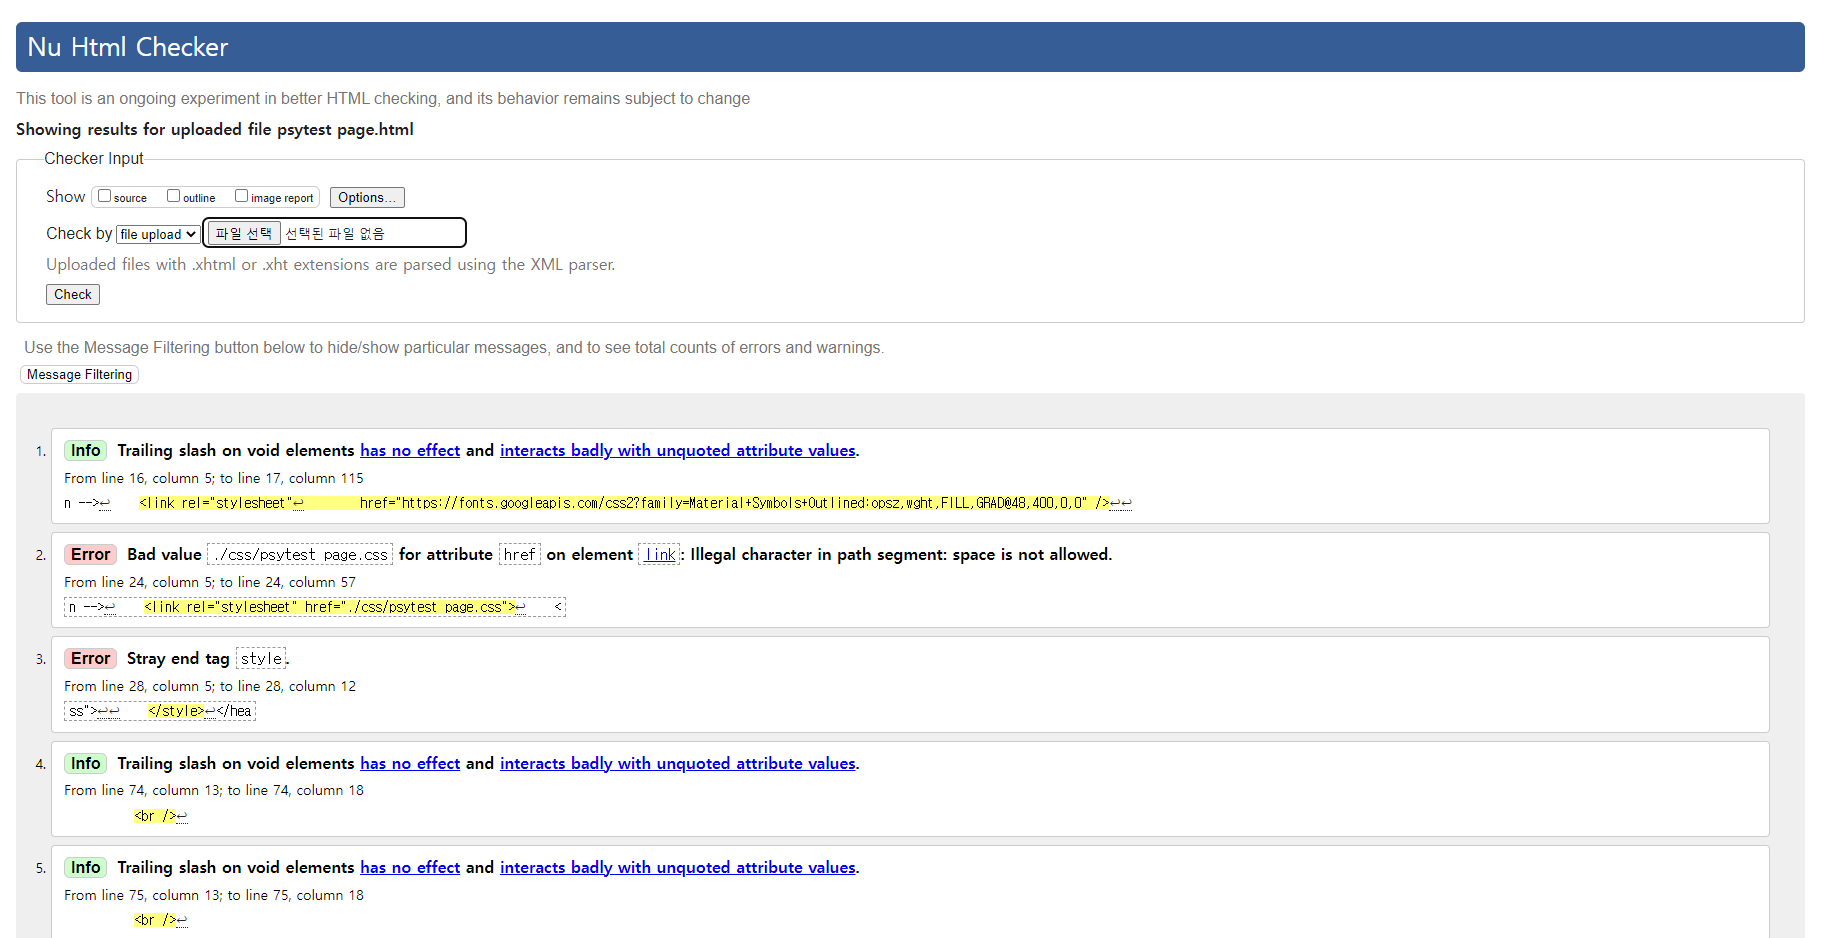 Nu Html Checker
This tool is an ongoing experiment in better HTML checking, and its behavior remains subject to change
Showing results for uploaded file psytest page.html
Checker Input
Show source outline image report Options...
Check by file upload 파일 선택 선택된 파일 없음
Uploaded files with .xhtml or .xht extensions are parsed using the XML parser.
Check
Use the Message Filtering button below to hide/show particular messages, and to see total counts of errors and warnings.
Message Filtering
1. Info Trailing slash on void elements has no effect and interacts badly with unquoted attribute values.
From line 16, column 5; to line 17, column 115
n -->↩ <link rel="stylesheet"↩ href="https://fonts.googleapis.com/css2?family=Material+Symbols+Outlined:opsz,wght,FILL,GRAD@48,400,0,0" />↩↩
2. Error Bad value ./css/psytest page.css for attribute href on element link: Illegal character in path segment: space is not allowed.
From line 24, column 5; to line 24, column 57
n -->↩ <link rel="stylesheet" href="./css/psytest page.css">↩ <
3. Error Stray end tag style.
From line 28, column 5; to line 28, column 12
ss">↩↩ </style>↩</hea
4. Info Trailing slash on void elements has no effect and interacts badly with unquoted attribute values.
From line 74, column 13; to line 74, column 18
<br />↩
5. Info Trailing slash on void elements has no effect and interacts badly with unquoted attribute values.
From line 75, column 13; to line 75, column 18
<br />↩